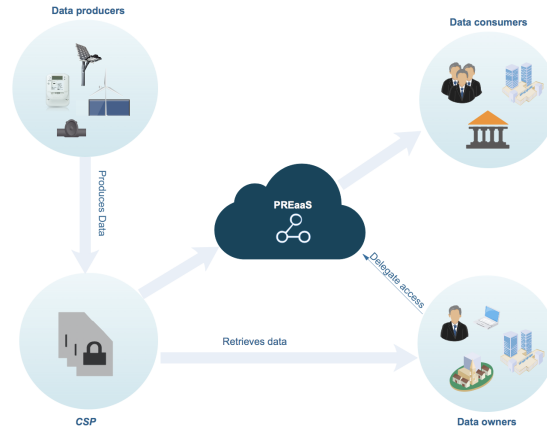 Data producers
Data consumers
Produces Data
PREaaS
Delegate access
Retrieves data
CSP
Data owners